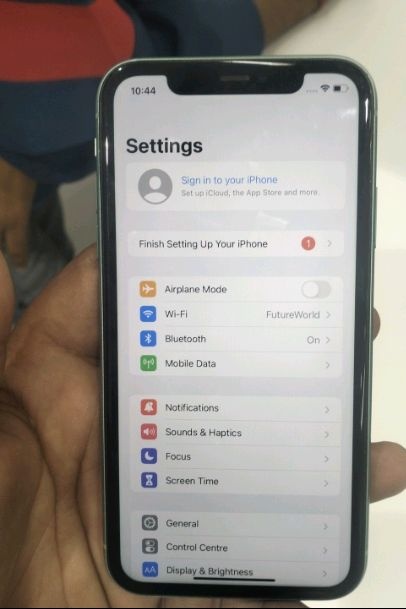 10:44
Settings
Sign in to your iPhone
Set up iCloud, the App Store and more.
Finish Setting Up Your iPhone 1
Airplane Mode
Wi-Fi FutureWorld
Bluetooth On
Mobile Data
Notifications
Sounds & Haptics
Focus
Screen Time
General
Control Centre
AA Display & Brightness